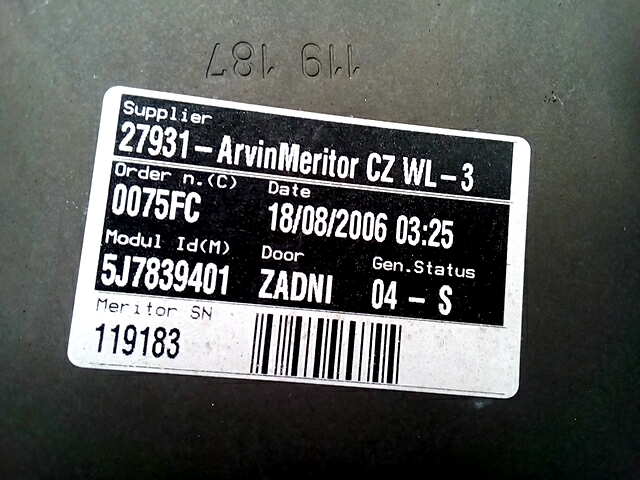 119 187
Supplier
27931-ArvinMeritor CZ WL-3
Order n.(C) Date
0075FC 18/08/2006 03:25
Modul Id(M) Door Gen.Status
5J7839401 ZADNI 04 - S
Meritor SN
119183